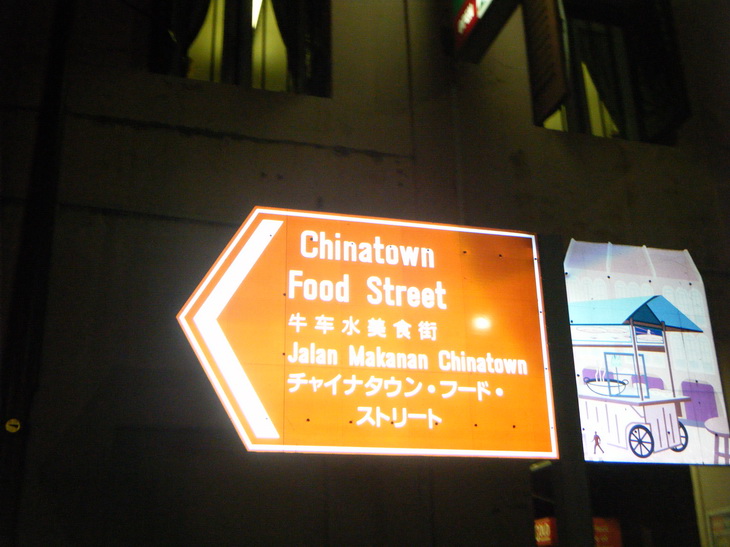 Chinatown
Food Street
牛车水美食街
Jalan Makanan Chinatown
チャイナタウン・フード・
ストリート